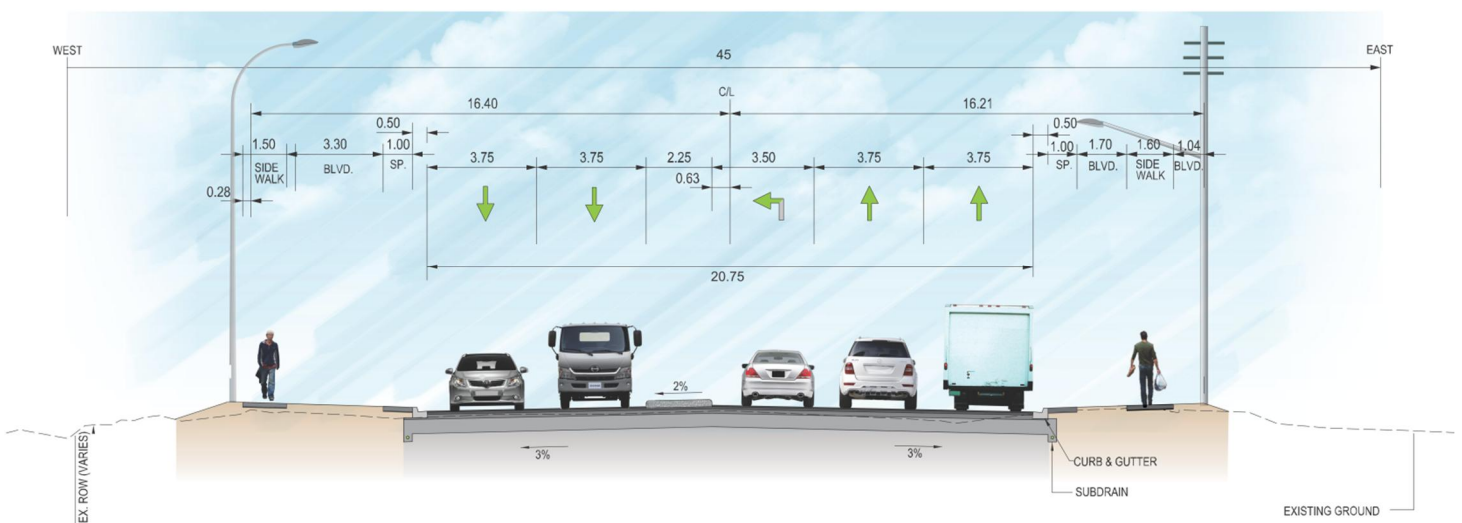 WEST
45
EAST
C/L
16.40
16.21
0.50
0.50
1.50
3.30
1.00
3.75
3.75
2.25
3.50
3.75
3.75
1.00
1.70
1.60
1.04
SIDE
WALK
BLVD.
SP.
0.63
SP.
BLVD.
SIDE
WALK
BLVD.
0.28
20.75
2%
3%
3%
CURB & GUTTER
SUBDRAIN
EX. ROW (VARIES)
EXISTING GROUND